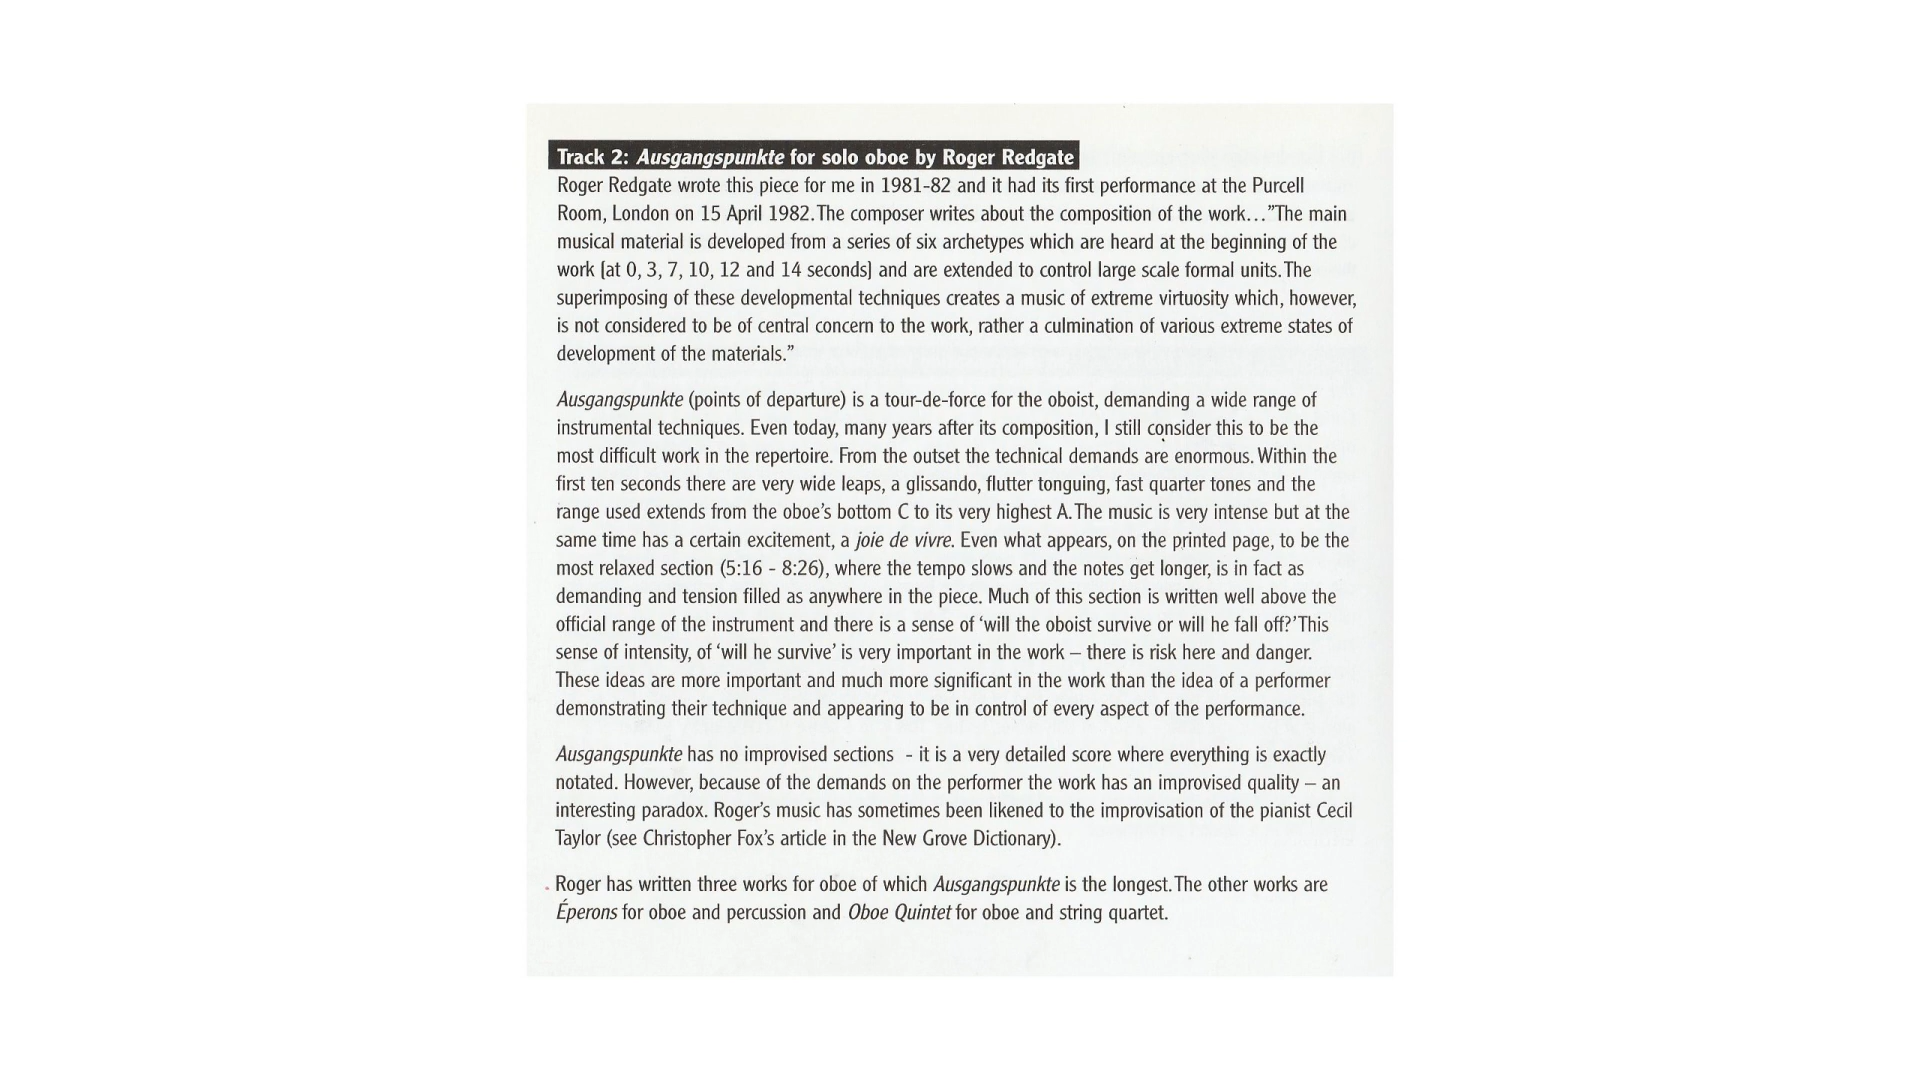 Track 2: Ausgangspunkte for solo oboe by Roger Redgate
Roger Redgate wrote this piece for me in 1981-82 and it had its first performance at the Purcell
Room, London on 15 April 1982. The composer writes about the composition of the work…”The main
musical material is developed from a series of six archetypes which are heard at the beginning of the
work [at 0, 3, 7, 10, 12 and 14 seconds] and are extended to control large scale formal units. The
superimposing of these developmental techniques creates a music of extreme virtuosity which, however,
is not considered to be of central concern to the work, rather a culmination of various extreme states of
development of the materials.”
Ausgangspunkte (points of departure) is a tour-de-force for the oboist, demanding a wide range of
instrumental techniques. Even today, many years after its composition, I still consider this to be the
most difficult work in the repertoire. From the outset the technical demands are enormous. Within the
first ten seconds there are very wide leaps, a glissando, flutter tonguing, fast quarter tones and the
range used extends from the oboe’s bottom C to its very highest A. The music is very intense but at the
same time has a certain excitement, a joie de vivre. Even what appears, on the printed page, to be the
most relaxed section (5:16 - 8:26), where the tempo slows and the notes get longer, is in fact as
demanding and tension filled as anywhere in the piece. Much of this section is written well above the
official range of the instrument and there is a sense of ‘will the oboist survive or will he fall off?’ This
sense of intensity, of ‘will he survive’ is very important in the work – there is risk here and danger.
These ideas are more important and much more significant in the work than the idea of a performer
demonstrating their technique and appearing to be in control of every aspect of the performance.
Ausgangspunkte has no improvised sections - it is a very detailed score where everything is exactly
notated. However, because of the demands on the performer the work has an improvised quality – an
interesting paradox. Roger’s music has sometimes been likened to the improvisation of the pianist Cecil
Taylor (see Christopher Fox’s article in the New Grove Dictionary).
Roger has written three works for oboe of which Ausgangspunkte is the longest. The other works are
Éperons for oboe and percussion and Oboe Quintet for oboe and string quartet.